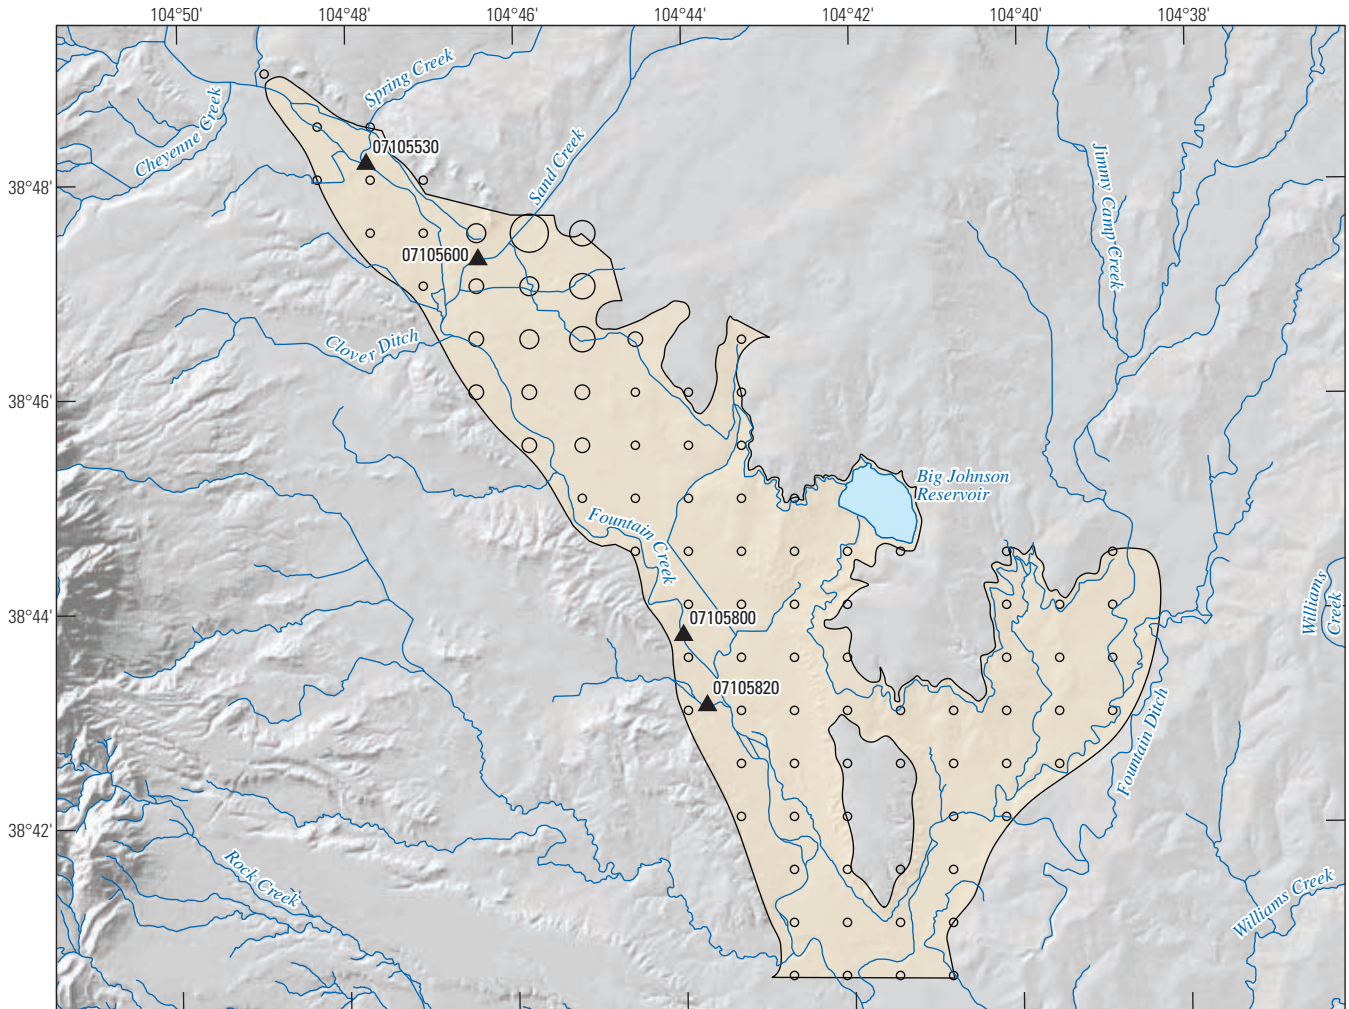 104°50' 104°48' 104°46' 104°44' 104°42' 104°40' 104°38'
Spring Creek
Cheyenne Creek
07105530
Sand Creek
Jimmy Camp Creek
38°48'
07105600
Clover Ditch
38°46'
Big Johnson
Reservoir
Fountain Creek
38°44'
07105800
Williams
Creek
07105820
Fountain Ditch
38°42'
Rock Creek
Williams Creek